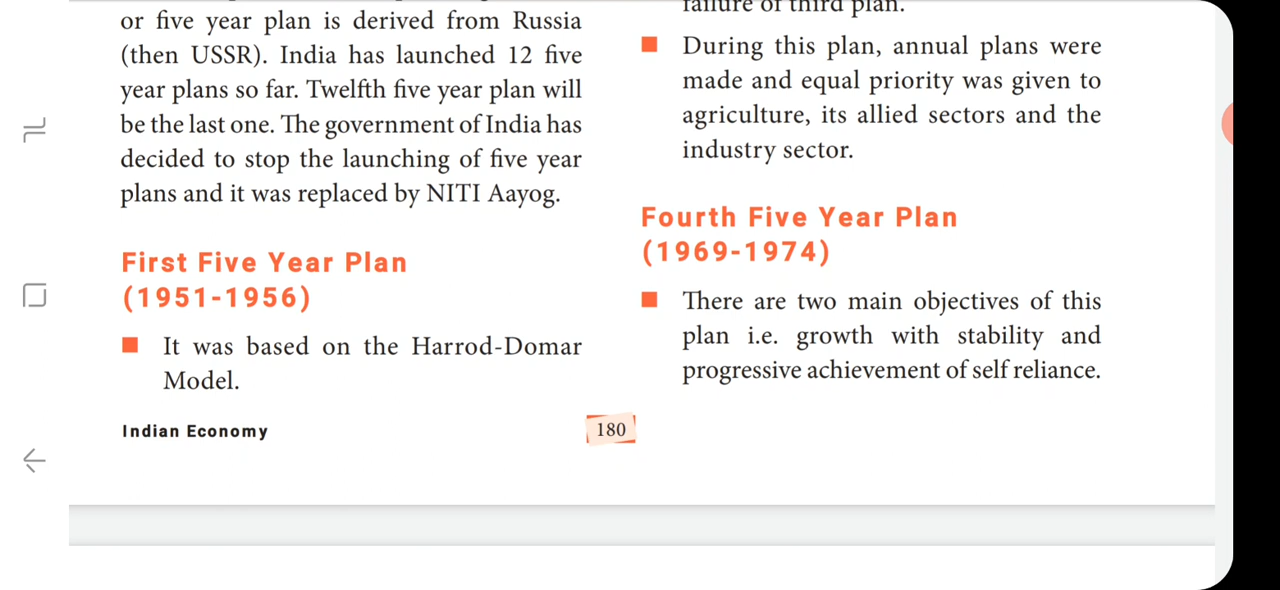 or five year plan is derived from Russia
(then USSR). India has launched 12 five
year plans so far. Twelfth five year plan will
be the last one. The government of India has
decided to stop the launching of five year
plans and it was replaced by NITI Aayog.
First Five Year Plan
(1951-1956)
■ It was based on the Harrod-Domar
Model.
failure of third plan.
■ During this plan, annual plans were
made and equal priority was given to
agriculture, its allied sectors and the
industry sector.
Fourth Five Year Plan
(1969-1974)
■ There are two main objectives of this
plan i.e. growth with stability and
progressive achievement of self reliance.
Indian Economy
180